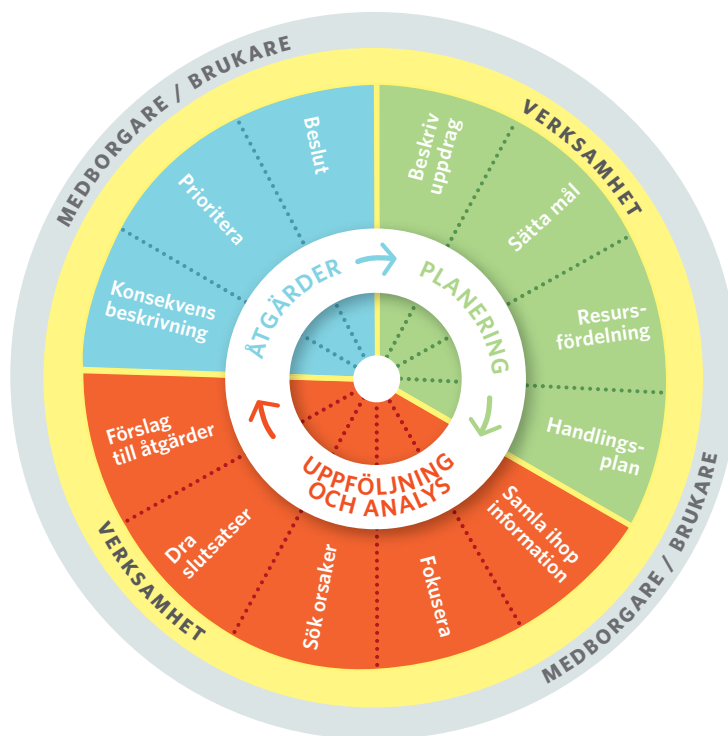 MEDBORGARE / BRUKARE
VERKSAMHET
Beskriv
uppdrag
Sätta mål
Resurs-
fördelning
Handlings-
plan
Samla ihop
information
Fokusera
Sök orsaker
Dra
slutsatser
Förslag
till åtgärder
Konsekvens
beskrivning
Prioritera
Beslut
ÅTGÄRDER
PLANERING
UPPFÖLJNING
OCH ANALYS
VERKSAMHET
MEDBORGARE / BRUKARE